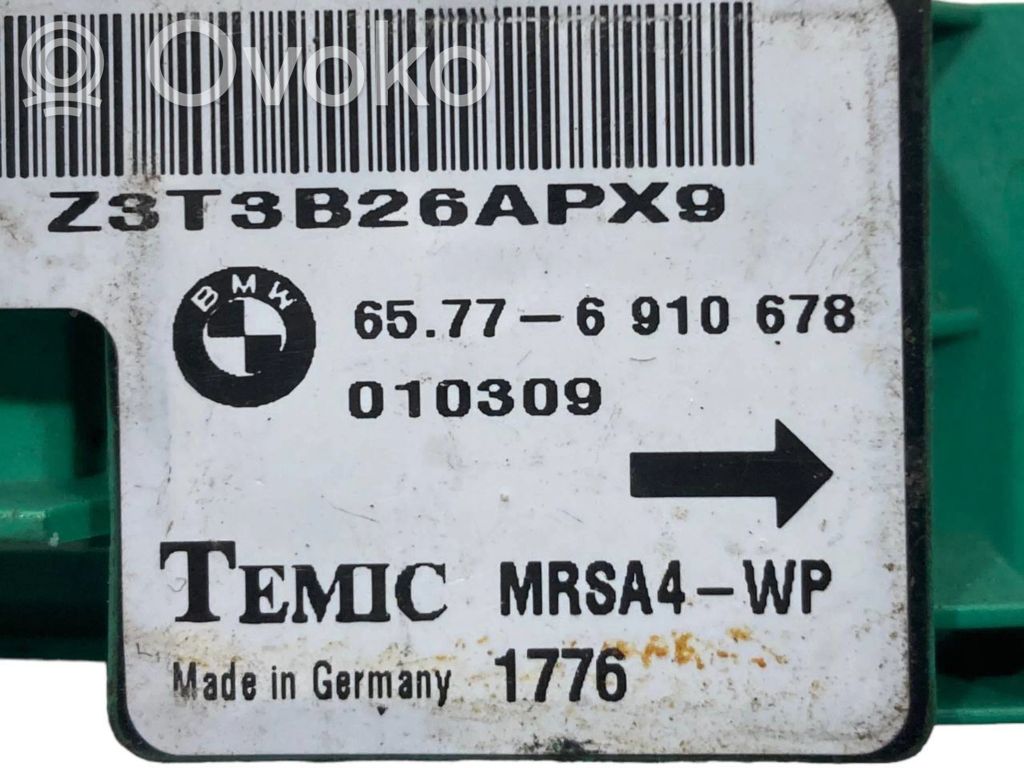 Ovoko
Z3T3B26APX9
BMW
65.77-6 910 678
010309
TEMIC MRSA4-WP
Made in Germany 1776